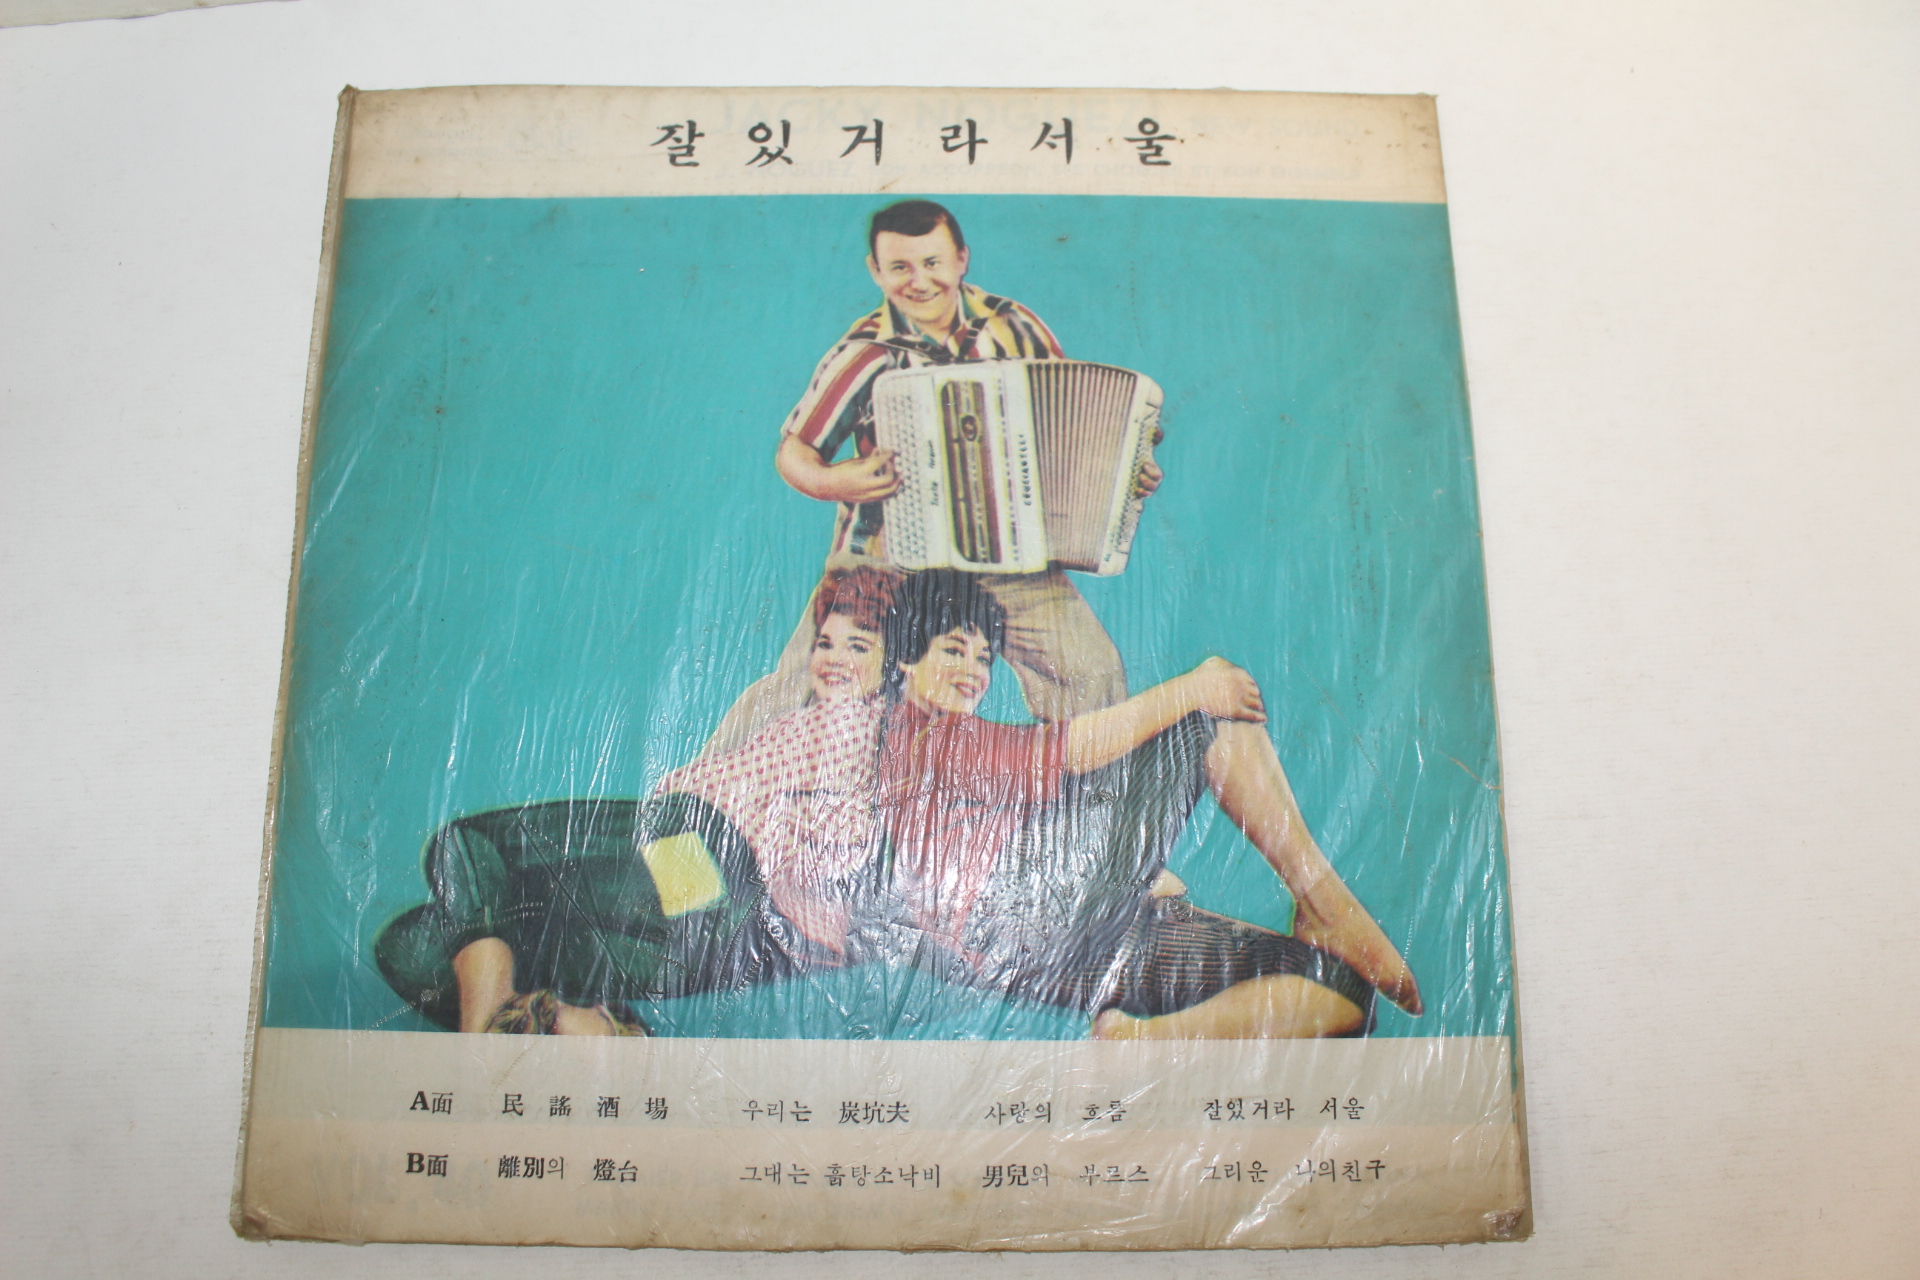 잘있거라서울
JACKY NOGUEZ
CRUCIANELLI
A面 民謠酒場 우리는 炭坑夫 사랑의 흐름 잘있거라 서울
B面 離別의 燈台 그대는 흙탕소낙비 男兒의 부르스 그리운 나의친구